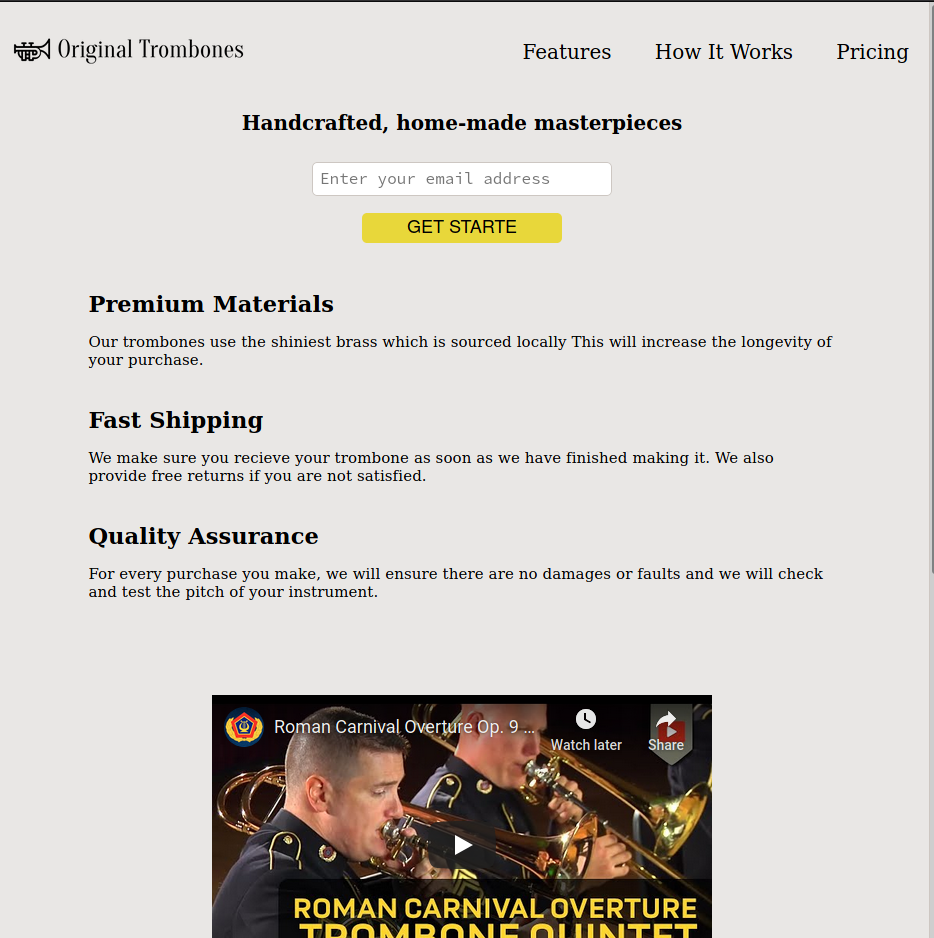 Original Trombones
Features
How It Works
Pricing
Handcrafted, home-made masterpieces
Enter your email address
GET STARTE
Premium Materials
Our trombones use the shiniest brass which is sourced locally This will increase the longevity of
your purchase.
Fast Shipping
We make sure you recieve your trombone as soon as we have finished making it. We also
provide free returns if you are not satisfied.
Quality Assurance
For every purchase you make, we will ensure there are no damages or faults and we will check
and test the pitch of your instrument.
Roman Carnival Overture Op. 9 ...
Watch later
Share
ROMAN CARNIVAL OVERTURE
TROMBONE QUINTET